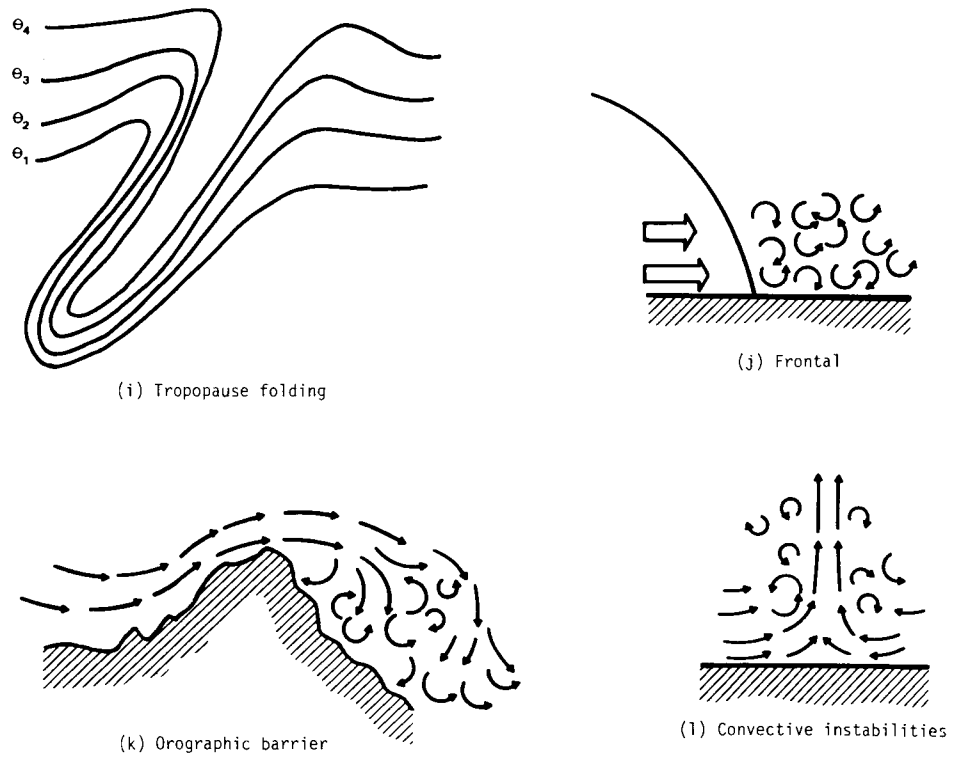 Θ₄
Θ₃
Θ₂
Θ₁
(i) Tropopause folding
(j) Frontal
(k) Orographic barrier
(l) Convective instabilities